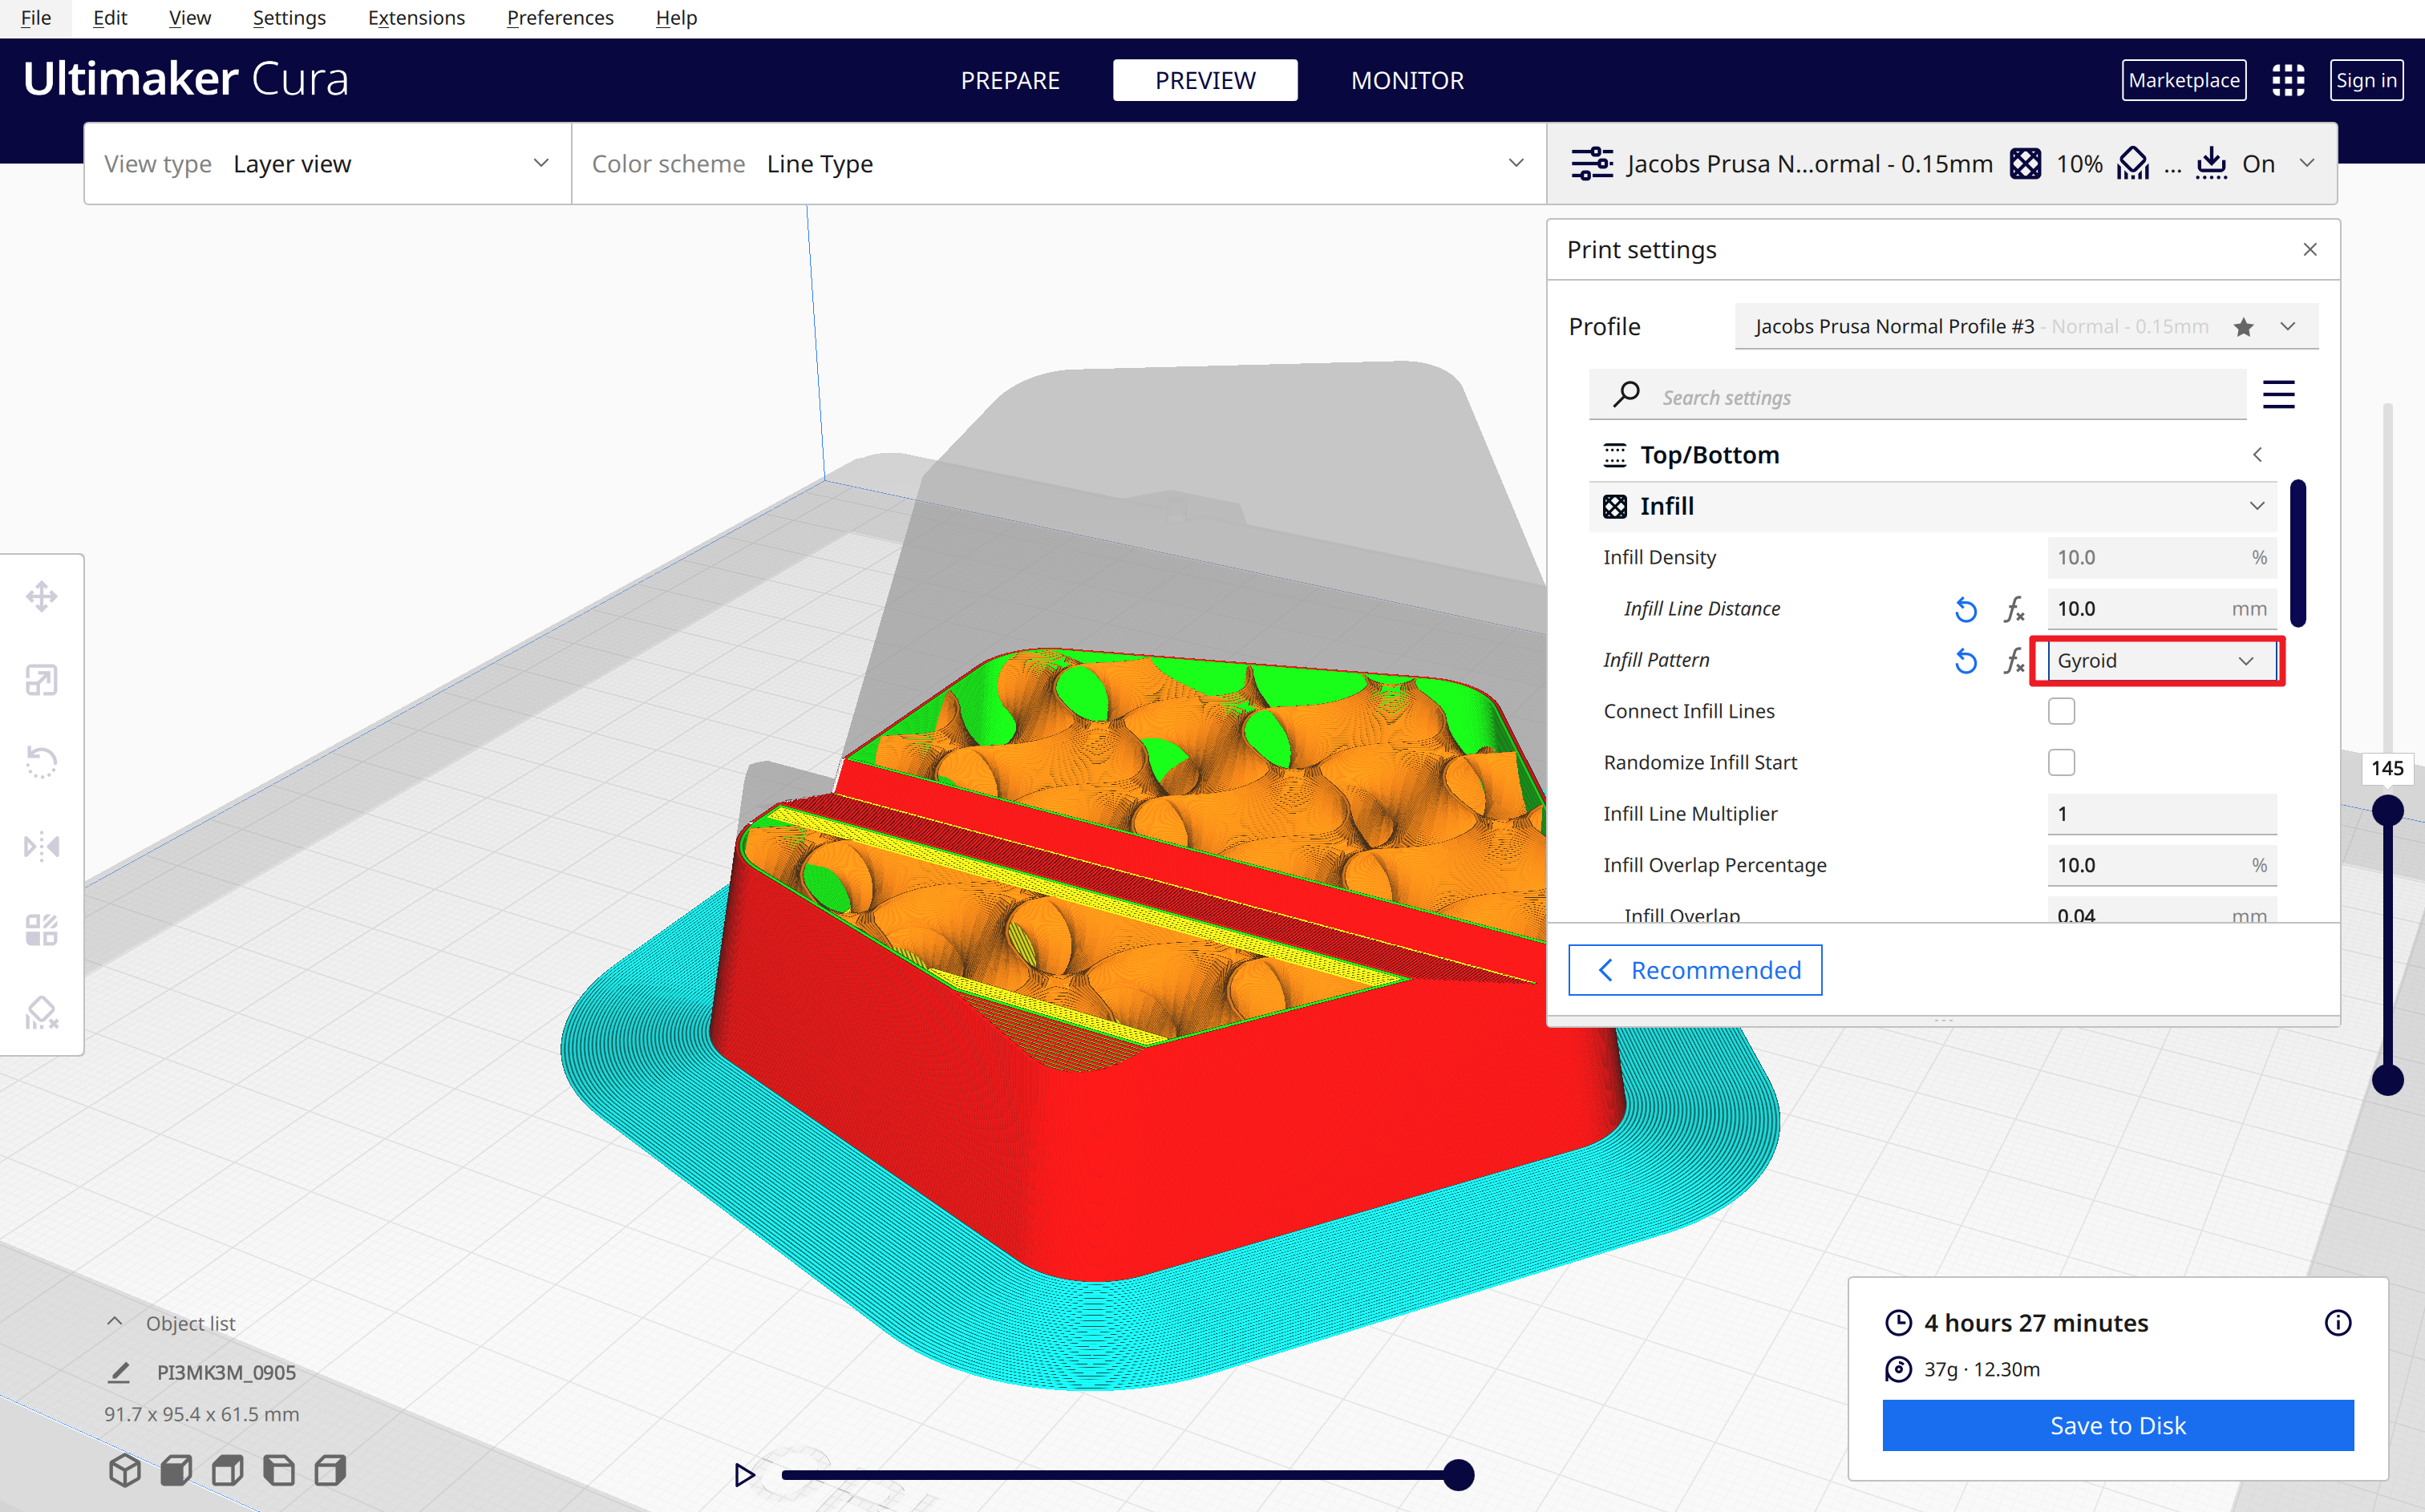 File Edit View Settings Extensions Preferences Help
Ultimaker Cura
PREPARE PREVIEW MONITOR
Marketplace Sign in
View type Layer view
Color scheme Line Type
Jacobs Prusa N...ormal - 0.15mm 10% ... On
Print settings
Profile Jacobs Prusa Normal Profile #3 - Normal - 0.15mm
Search settings
Top/Bottom
Infill
Infill Density 10.0 %
Infill Line Distance 10.0 mm
Infill Pattern Gyroid
Connect Infill Lines
Randomize Infill Start
Infill Line Multiplier 1
Infill Overlap Percentage 10.0 %
Infill Overlap 0.04 mm
Recommended
145
Object list
PI3MK3M_0905
91.7 x 95.4 x 61.5 mm
4 hours 27 minutes
37g · 12.30m
Save to Disk